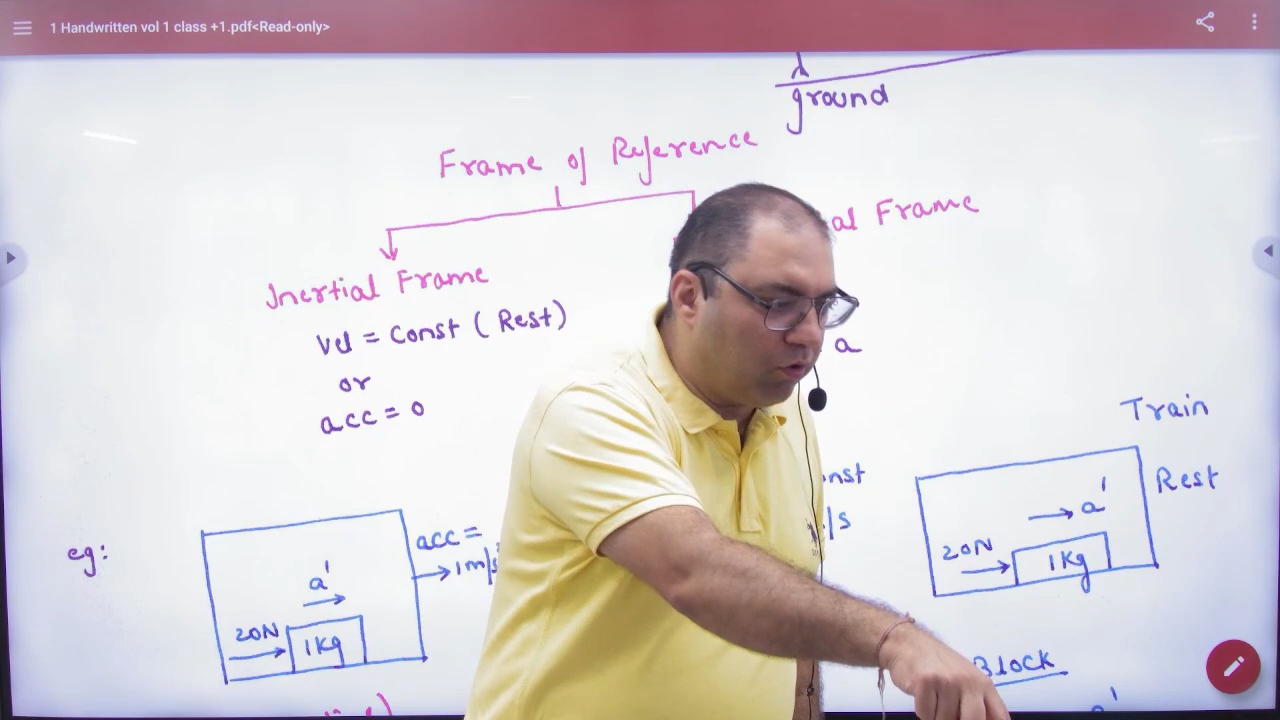 1 Handwritten vol 1 class +1.pdf<Read-only>
ground
Frame of Reference
al Frame
Inertial Frame
Vel = Const (Rest)
or
acc = 0
a
eg:
acc =
1 m/s
a'
20N
1Kg
nst
/s
Train
Rest
a'
20N
1Kg
BLOCK
a'